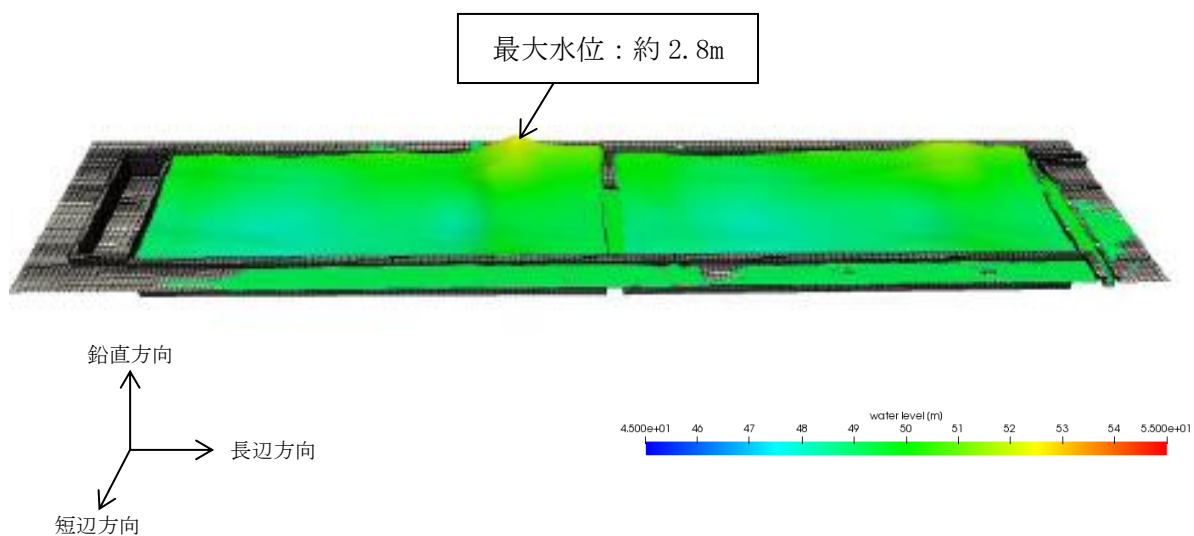 最大水位：約 2.8m
鉛直方向
長辺方向
短辺方向
water level (m)
4.500e+01 46 47 48 49 50 51 52 53 54 5.500e+01